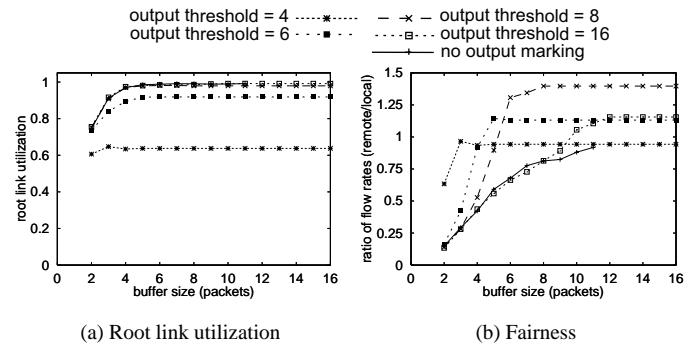 output threshold = 4
output threshold = 8
output threshold = 6
output threshold = 16
no output marking
root link utilization
1
0.8
0.6
0.4
0.2
0
0 2 4 6 8 10 12 14 16
buffer size (packets)
ratio of flow rates (remote/local)
1.5
1.25
1
0.75
0.5
0.25
0
0 2 4 6 8 10 12 14 16
buffer size (packets)
(a) Root link utilization
(b) Fairness